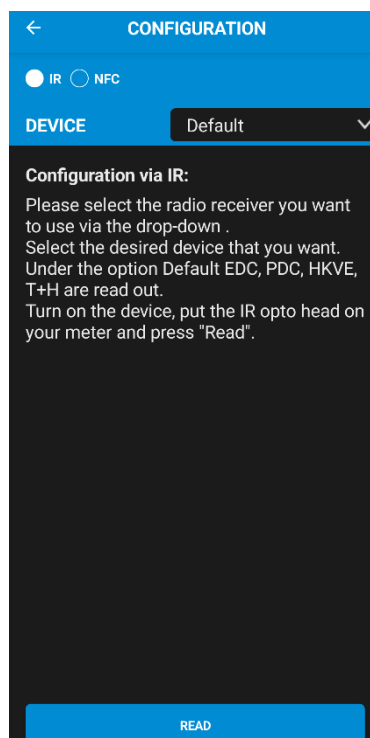 CONFIGURATION
IR NFC
DEVICE Default
Configuration via IR:
Please select the radio receiver you want
to use via the drop-down .
Select the desired device that you want.
Under the option Default EDC, PDC, HKVE,
T+H are read out.
Turn on the device, put the IR opto head on
your meter and press "Read".
READ